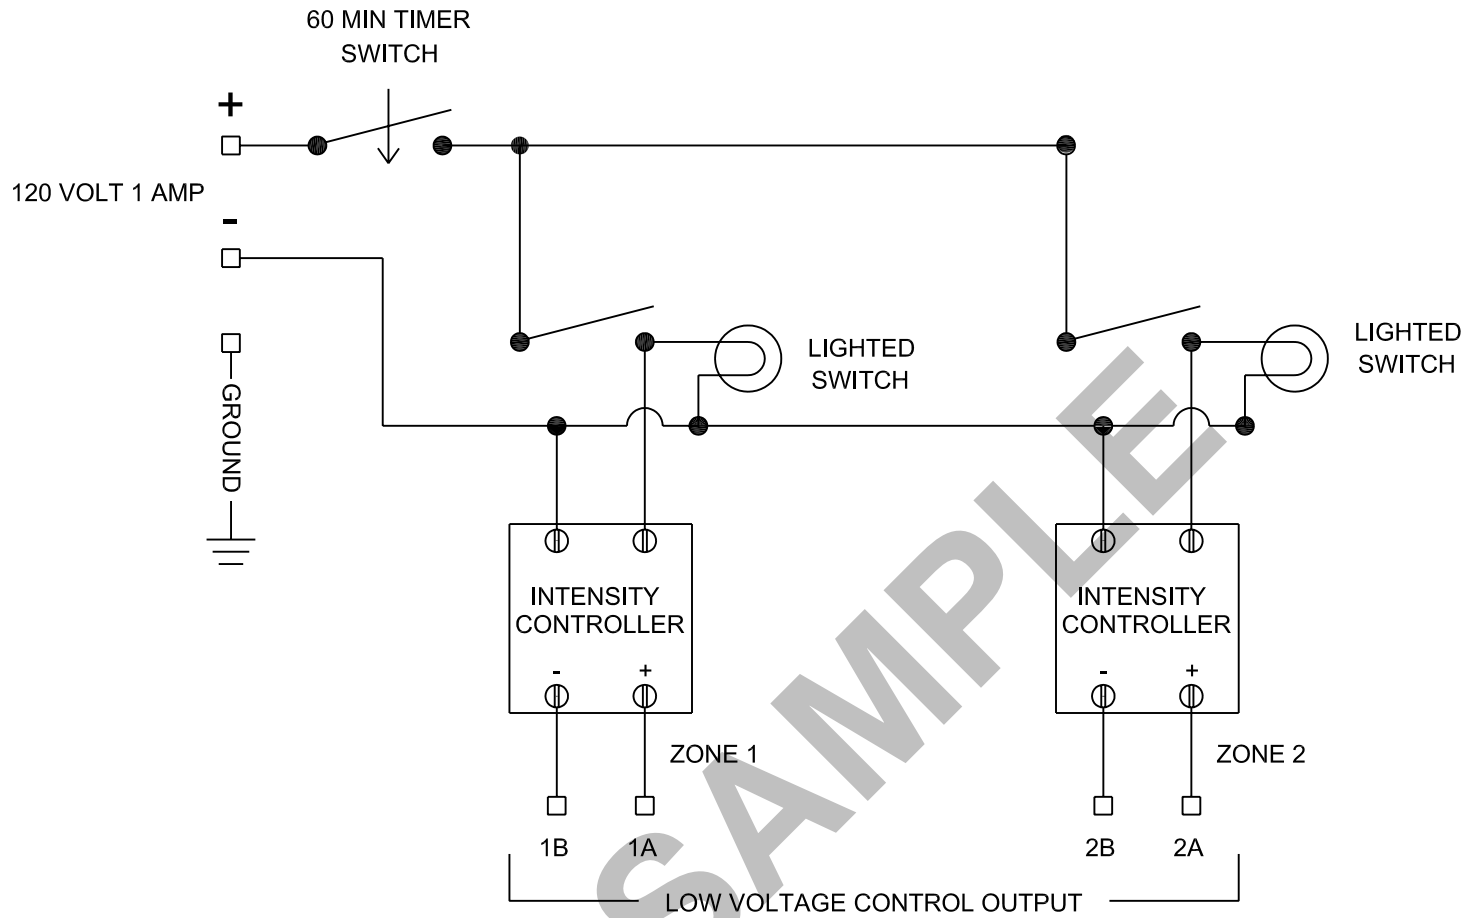 60 MIN TIMER
SWITCH
+
120 VOLT 1 AMP
-
LIGHTED
SWITCH
LIGHTED
SWITCH
GROUND
INTENSITY
CONTROLLER
- +
INTENSITY
CONTROLLER
- +
ZONE 1
ZONE 2
1B 1A
2B 2A
LOW VOLTAGE CONTROL OUTPUT
SAMPLE